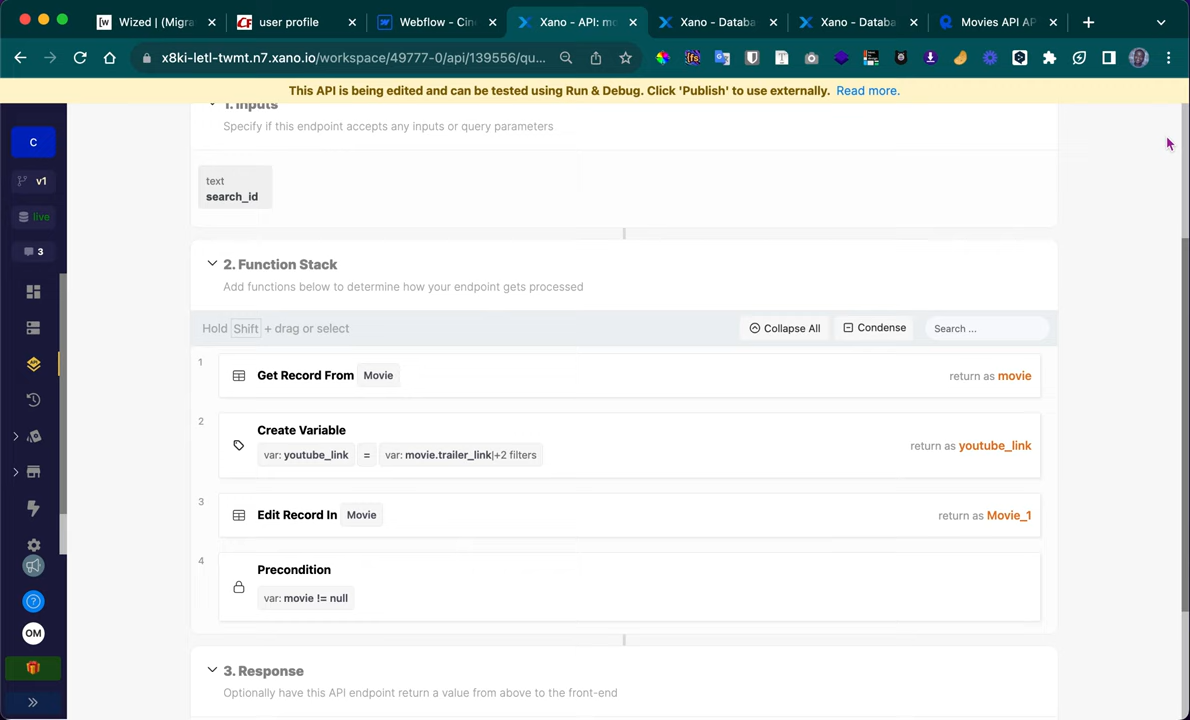 Wized | (Migra
user profile
Webflow - Cine
Xano - API: mo
Xano - Databa
Xano - Databa
Movies API AP
x8ki-letl-twmt.n7.xano.io/workspace/49777-0/api/139556/qu...
This API is being edited and can be tested using Run & Debug. Click 'Publish' to use externally. Read more.
C
v1
live
3
OM
1. Inputs
Specify if this endpoint accepts any inputs or query parameters
text
search_id
2. Function Stack
Add functions below to determine how your endpoint gets processed
Hold Shift + drag or select
Collapse All
Condense
Search ...
1
Get Record From Movie
return as movie
2
Create Variable
var: youtube_link = var: movie.trailer_link|+2 filters
return as youtube_link
3
Edit Record In Movie
return as Movie_1
4
Precondition
var: movie != null
3. Response
Optionally have this API endpoint return a value from above to the front-end